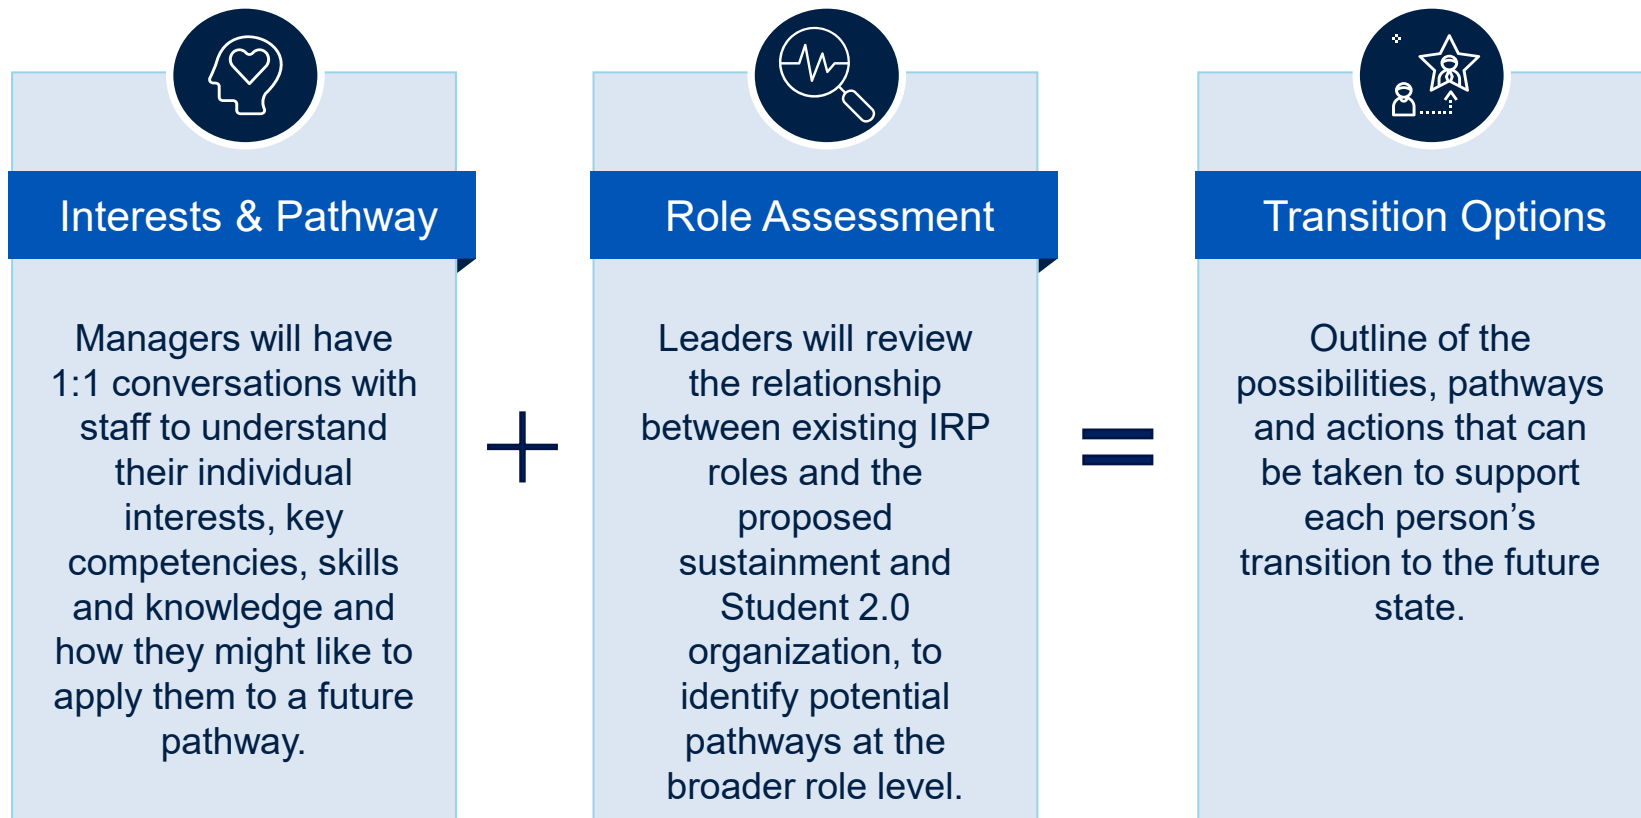 Interests & Pathway
Managers will have
1:1 conversations with
staff to understand
their individual
interests, key
competencies, skills
and knowledge and
how they might like to
apply them to a future
pathway.
+
Role Assessment
Leaders will review
the relationship
between existing IRP
roles and the
proposed
sustainment and
Student 2.0
organization, to
identify potential
pathways at the
broader role level.
=
Transition Options
Outline of the
possibilities, pathways
and actions that can
be taken to support
each person’s
transition to the future
state.